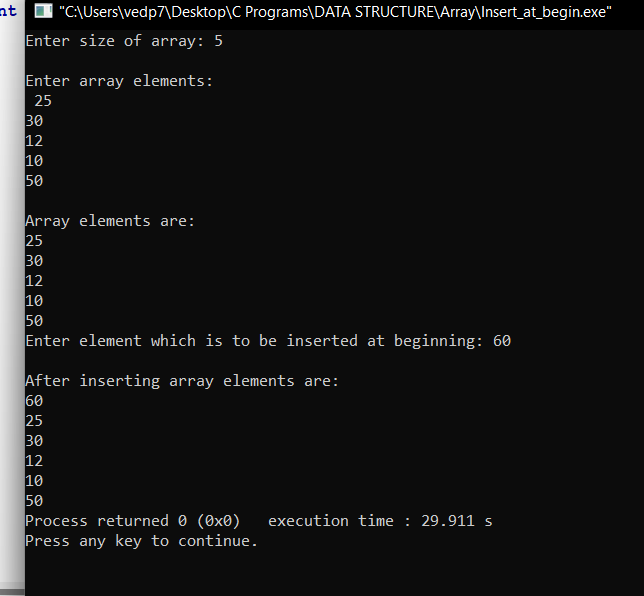 nt
"C:\Users\vedp7\Desktop\C Programs\DATA STRUCTURE\Array\Insert_at_begin.exe"
Enter size of array: 5
Enter array elements:
25
30
12
10
50
Array elements are:
25
30
12
10
50
Enter element which is to be inserted at beginning: 60
After inserting array elements are:
60
25
30
12
10
50
Process returned 0 (0x0)   execution time : 29.911 s
Press any key to continue.